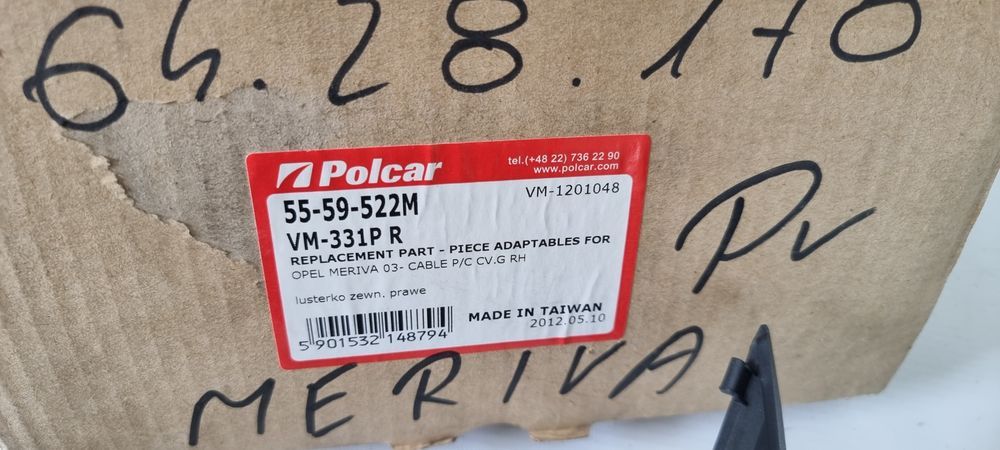 64.28.170
Polcar
tel.(+48 22) 736 22 90
www.polcar.com
55-59-522M
VM-1201048
VM-331P R
REPLACEMENT PART - PIECE ADAPTABLES FOR
OPEL MERIVA 03- CABLE P/C CV.G RH
lusterko zewn. prawe
MADE IN TAIWAN
2012.05.10
5 901532 148794
Pv
MERIVA